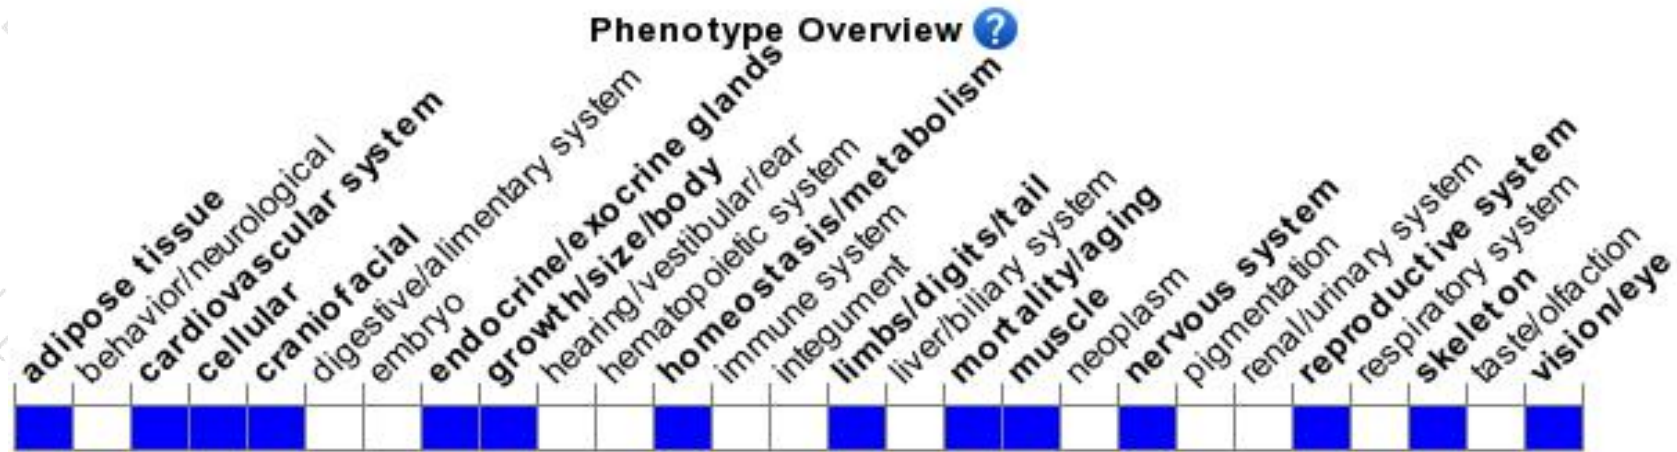 Phenotype Overview ?
adipose tissue
behavior/neurological
cardiovascular system
cellular
craniofacial
digestive/alimentary system
embryo
endocrine/exocrine glands
growth/size/body
hearing/vestibular/ear
hematopoietic system
homeostasis/metabolism
immune system
integument
limbs/digits/tail
liver/biliary system
mortality/aging
muscle
neoplasm
nervous system
pigmentation
renal/urinary system
reproductive system
respiratory system
skeleton
taste/olfaction
vision/eye